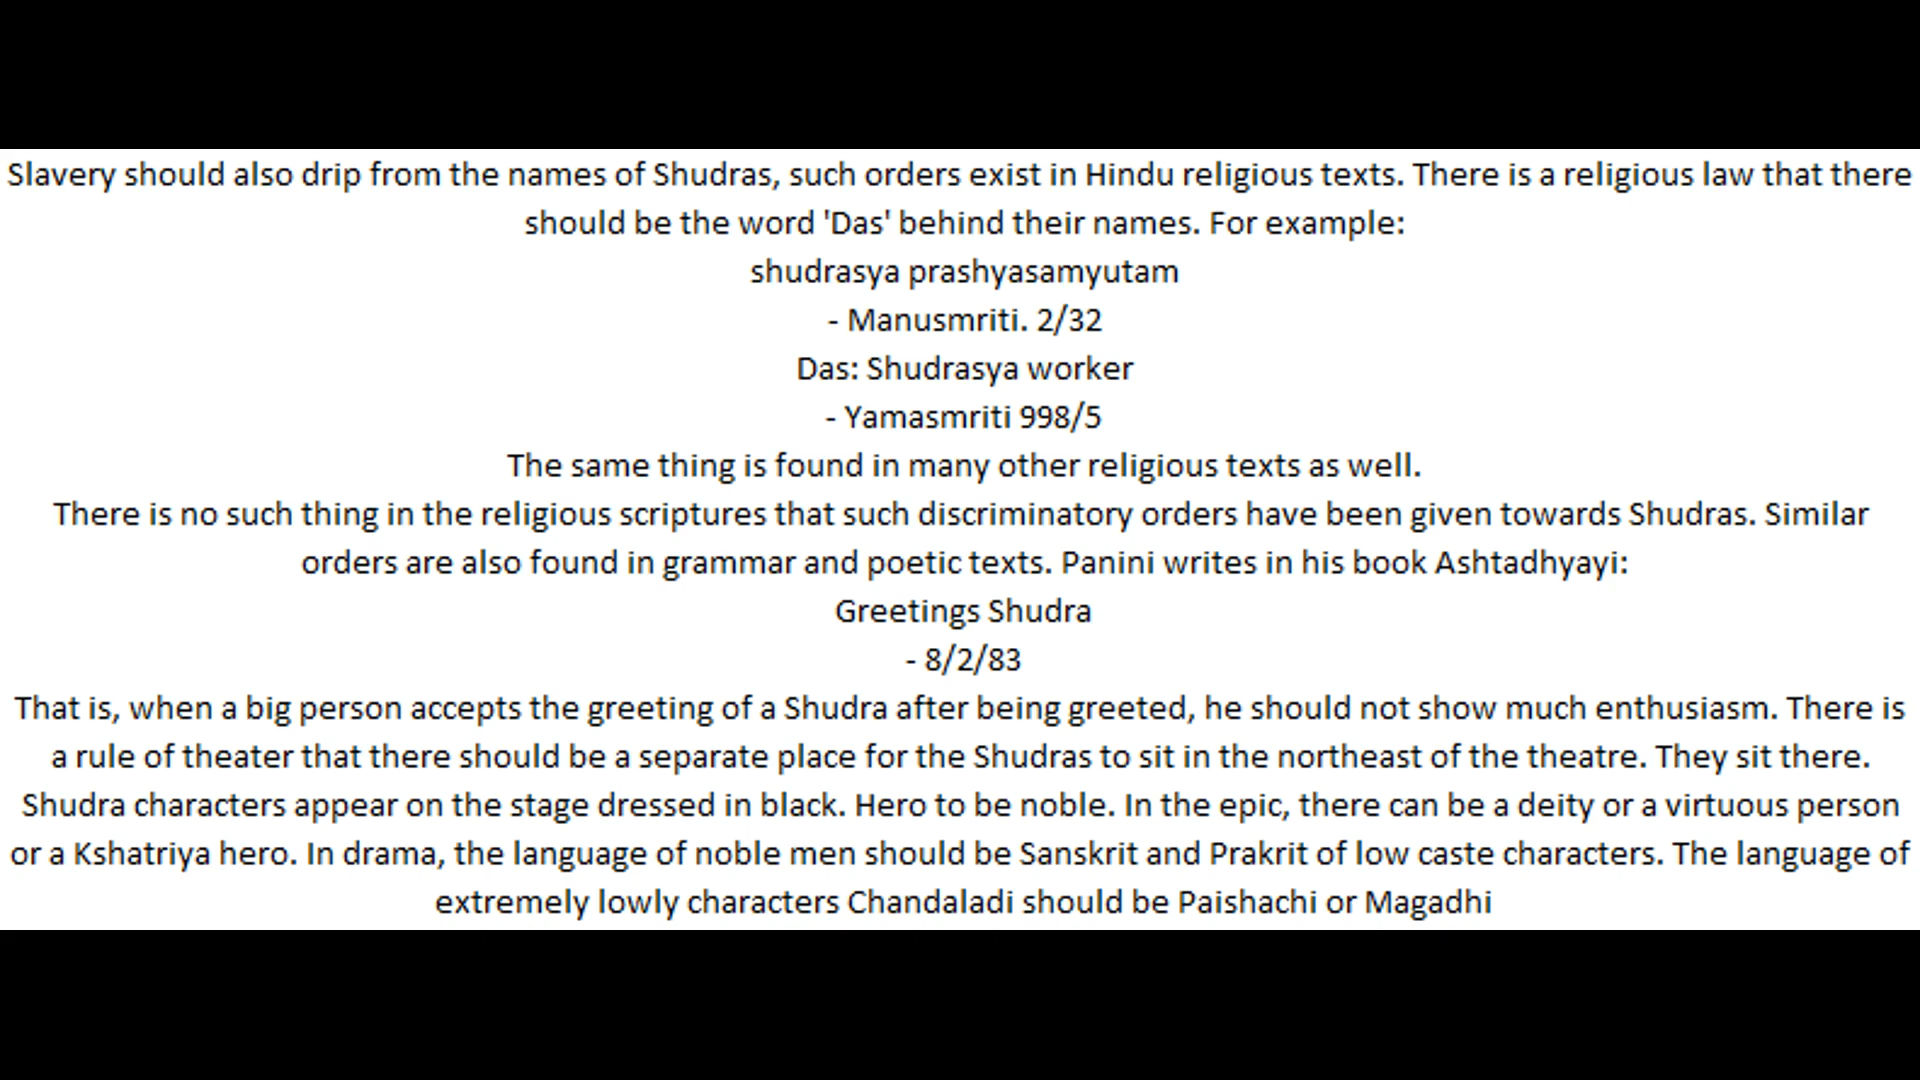 Slavery should also drip from the names of Shudras, such orders exist in Hindu religious texts. There is a religious law that there
should be the word 'Das' behind their names. For example:
shudrasya prashyasamyutam
- Manusmriti. 2/32
Das: Shudrasya worker
- Yamasmriti 998/5
The same thing is found in many other religious texts as well.
There is no such thing in the religious scriptures that such discriminatory orders have been given towards Shudras. Similar
orders are also found in grammar and poetic texts. Panini writes in his book Ashtadhyayi:
Greetings Shudra
- 8/2/83
That is, when a big person accepts the greeting of a Shudra after being greeted, he should not show much enthusiasm. There is
a rule of theater that there should be a separate place for the Shudras to sit in the northeast of the theatre. They sit there.
Shudra characters appear on the stage dressed in black. Hero to be noble. In the epic, there can be a deity or a virtuous person
or a Kshatriya hero. In drama, the language of noble men should be Sanskrit and Prakrit of low caste characters. The language of
extremely lowly characters Chandaladi should be Paishachi or Magadhi